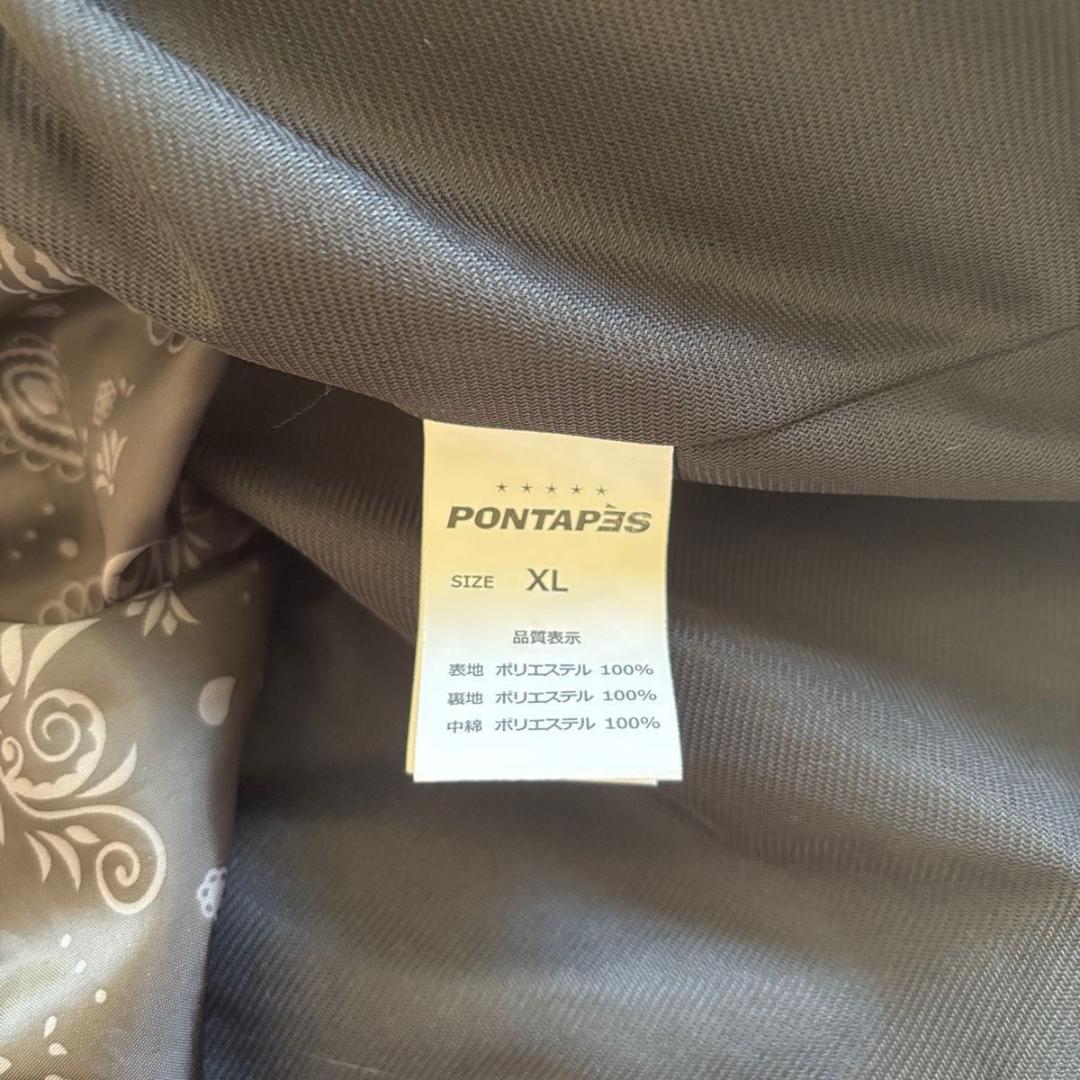 ★★★★★
PONTAPÈS
SIZE XL
品質表示
表地 ポリエステル 100%
裏地 ポリエステル 100%
中綿 ポリエステル 100%